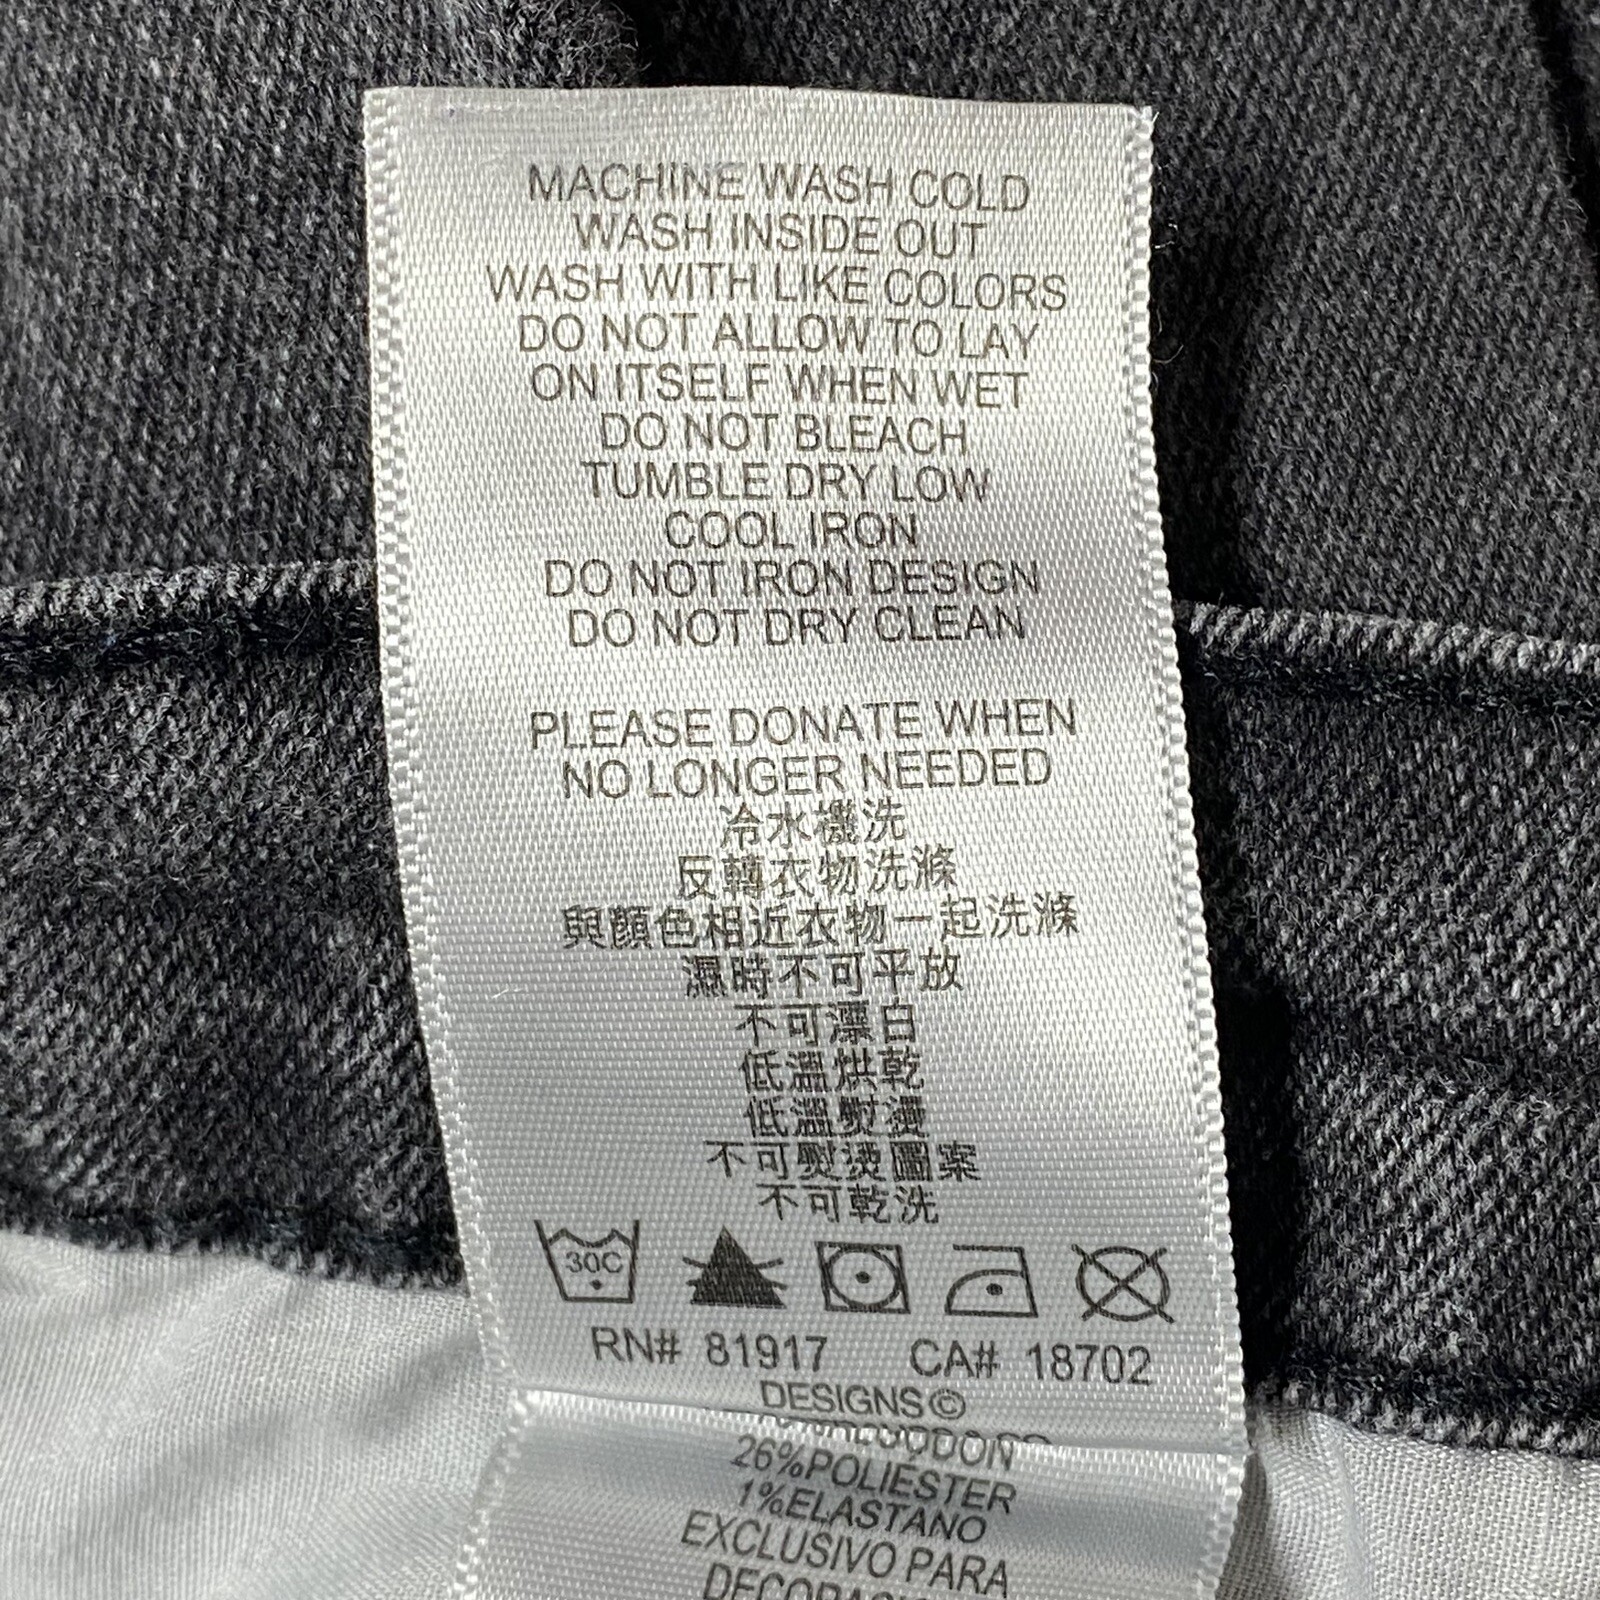 MACHINE WASH COLD
WASH INSIDE OUT
WASH WITH LIKE COLORS
DO NOT ALLOW TO LAY
ON ITSELF WHEN WET
DO NOT BLEACH
TUMBLE DRY LOW
COOL IRON
DO NOT IRON DESIGN
DO NOT DRY CLEAN
PLEASE DONATE WHEN
NO LONGER NEEDED
冷水機洗
反轉衣物洗滌
與顏色相近衣物一起洗滌
濕時不可平放
不可漂白
低溫烘乾
低溫熨燙
不可熨燙圖案
不可乾洗
30C
RN# 81917 CA# 18702
DESIGNS©
26%POLIESTER
1%ELASTANO
EXCLUSIVO PARA